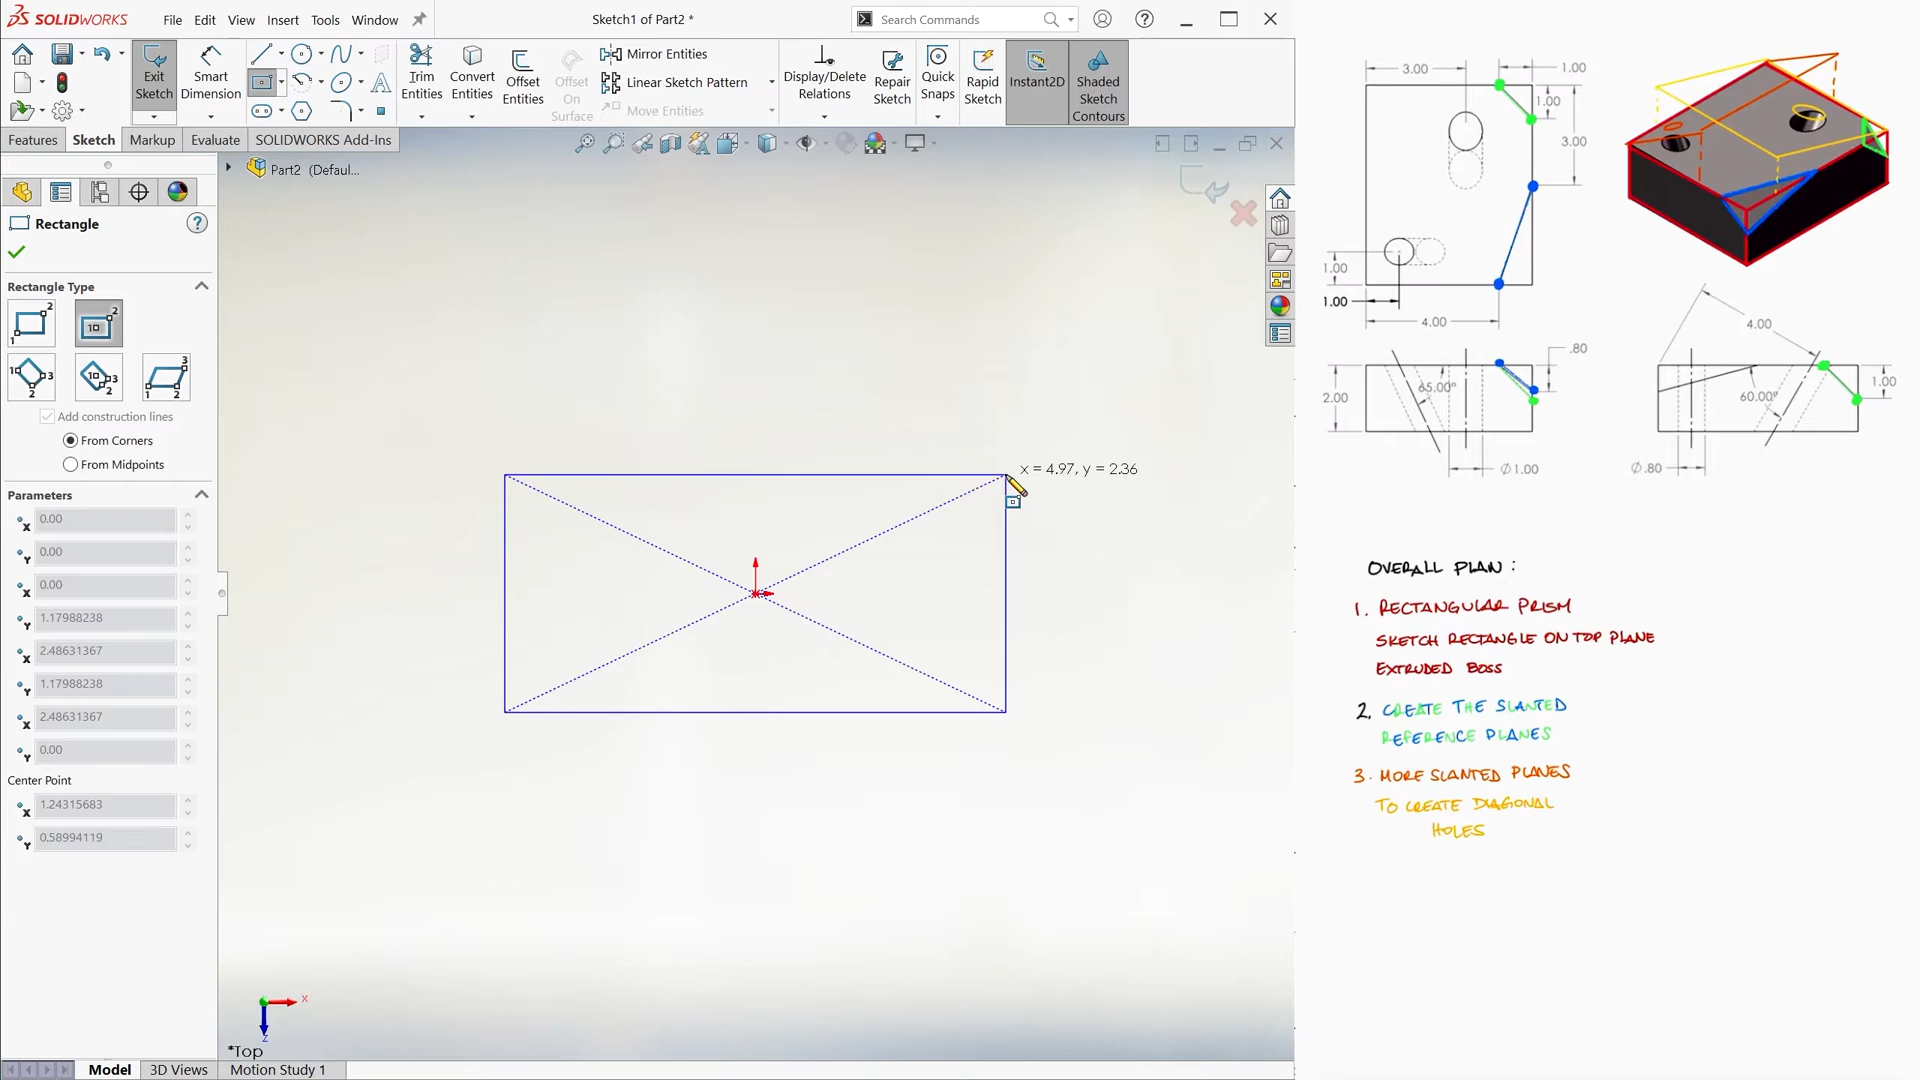 SOLIDWORKS
File
Edit
View
Insert
Tools
Window
Sketch1 of Part2 *
Search Commands
Exit Sketch
Smart Dimension
Trim Entities
Convert Entities
Offset Entities
Offset On Surface
Mirror Entities
Linear Sketch Pattern
Move Entities
Display/Delete Relations
Repair Sketch
Quick Snaps
Rapid Sketch
Instant2D
Shaded Sketch Contours
Features
Sketch
Markup
Evaluate
SOLIDWORKS Add-Ins
Part2 (Defaul...
Rectangle
Rectangle Type
Add construction lines
From Corners
From Midpoints
Parameters
0.00
0.00
0.00
1.17988238
2.48631367
1.17988238
2.48631367
0.00
Center Point
1.24315683
0.58994119
x = 4.97, y = 2.36
x
z
*Top
Model
3D Views
Motion Study 1
3.00
1.00
1.00
3.00
1.00
1.00
4.00
.80
2.00
65.00°
Ø1.00
4.00
1.00
60.00°
Ø.80
OVERALL PLAN :
1. RECTANGULAR PRISM
SKETCH RECTANGLE ON TOP PLANE
EXTRUDED BOSS
2. CREATE THE SLANTED
REFERENCE PLANES
3. MORE SLANTED PLANES
TO CREATE DIAGONAL
HOLES